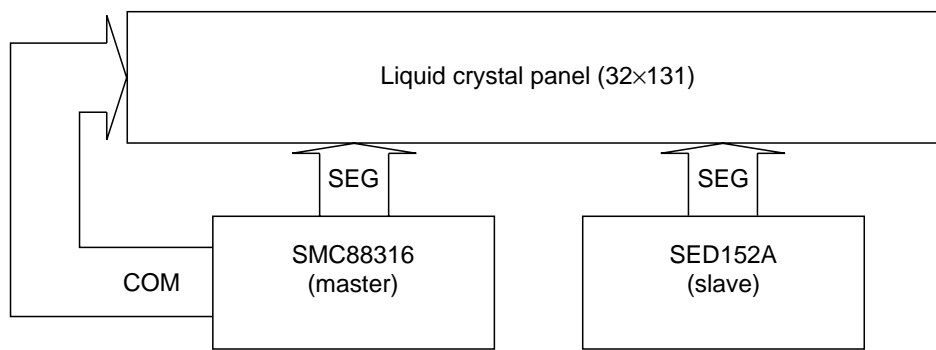 Liquid crystal panel (32×131)
SEG
SEG
SMC88316
(master)
SED152A
(slave)
COM